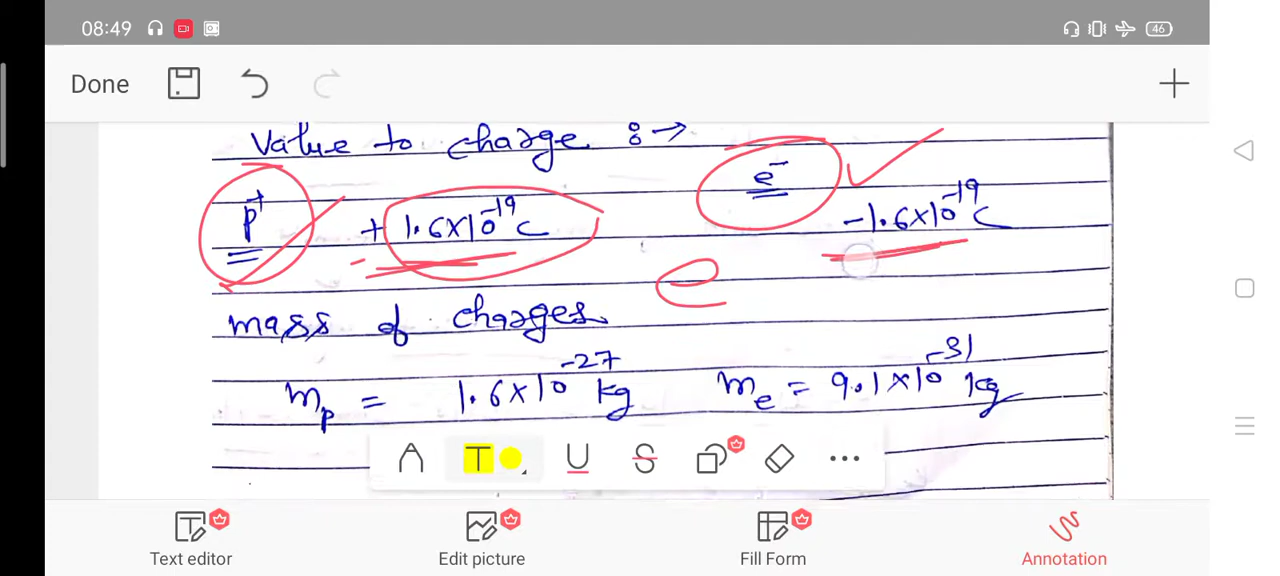 08:49 46
Done
Value to charge :→
p⁺ + 1.6×10⁻¹⁹ C e⁻ -1.6×10⁻¹⁹ C
e
mass of charges
mₚ = 1.6×10⁻²⁷ kg mₑ = 9.1×10⁻³¹ kg
T U S
Text editor Edit picture Fill Form Annotation